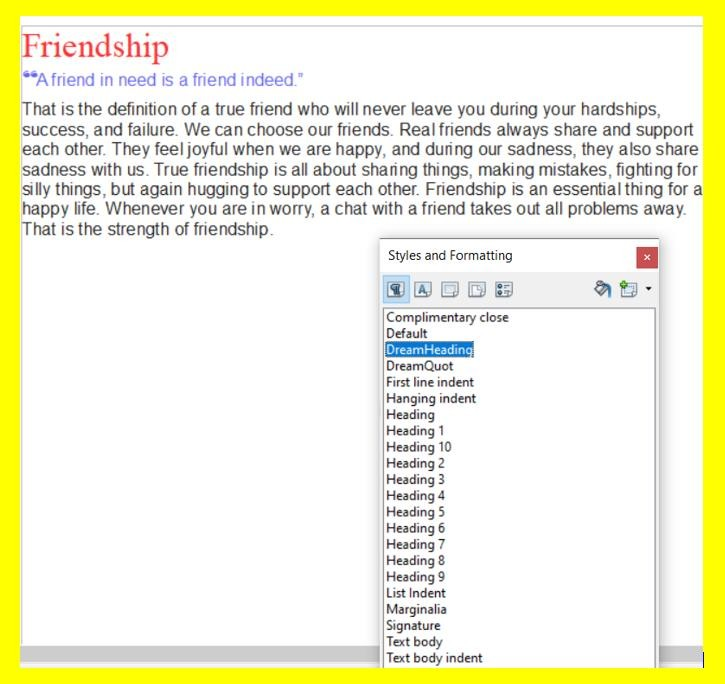 Friendship
“A friend in need is a friend indeed.”
That is the definition of a true friend who will never leave you during your hardships,
success, and failure. We can choose our friends. Real friends always share and support
each other. They feel joyful when we are happy, and during our sadness, they also share
sadness with us. True friendship is all about sharing things, making mistakes, fighting for
silly things, but again hugging to support each other. Friendship is an essential thing for a
happy life. Whenever you are in worry, a chat with a friend takes out all problems away.
That is the strength of friendship.
Styles and Formatting
Complimentary close
Default
DreamHeading
DreamQuot
First line indent
Hanging indent
Heading
Heading 1
Heading 10
Heading 2
Heading 3
Heading 4
Heading 5
Heading 6
Heading 7
Heading 8
Heading 9
List Indent
Marginalia
Signature
Text body
Text body indent